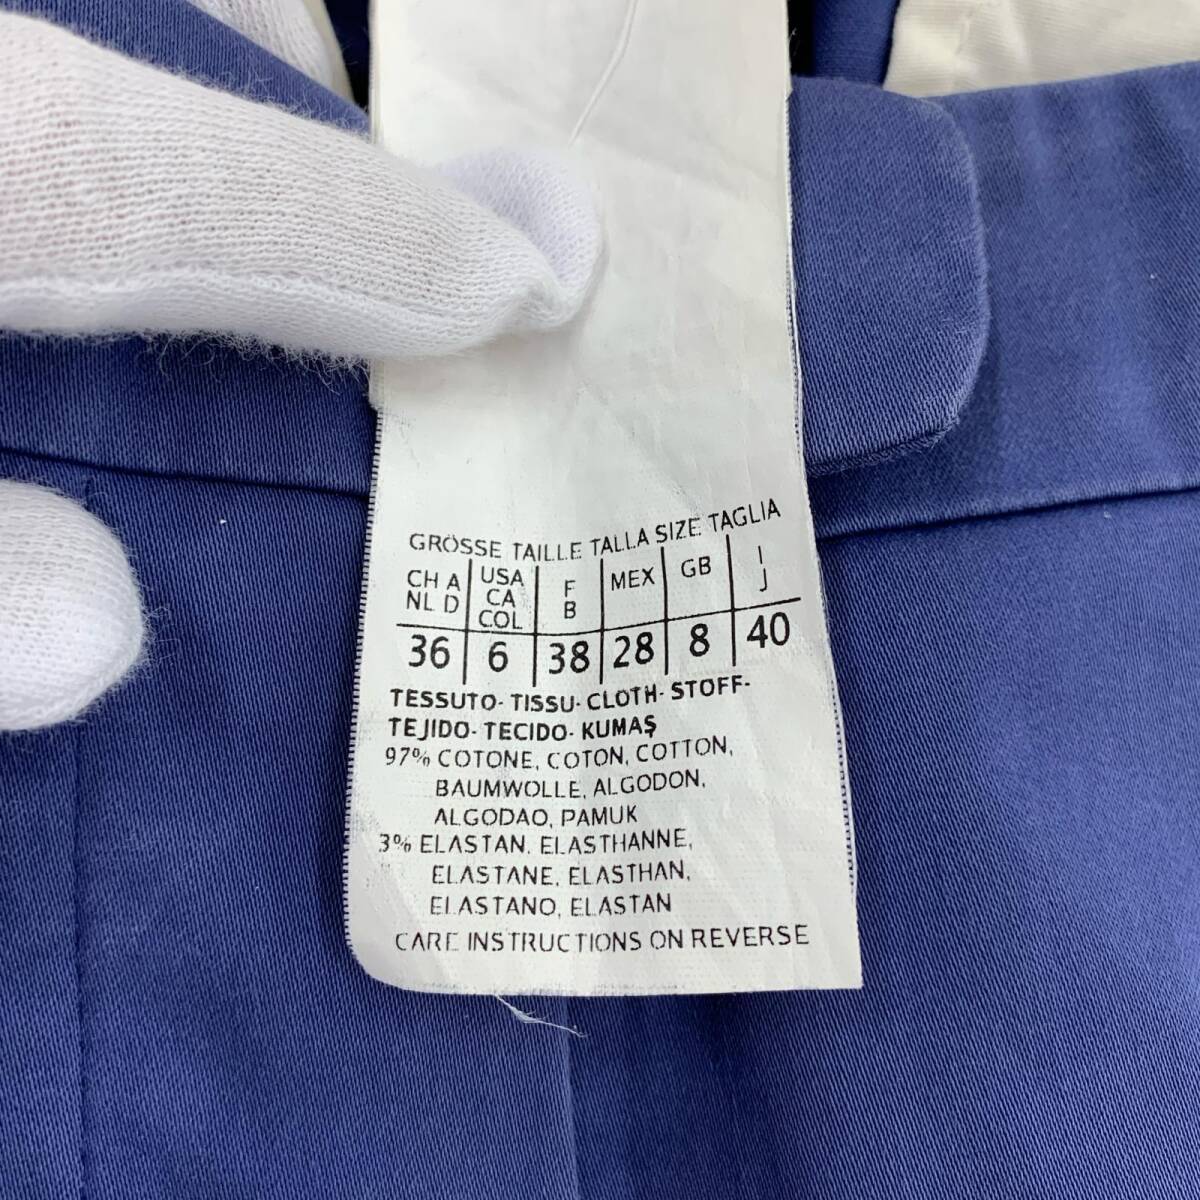 GRÖSSE TAILLE TALLA SIZE TAGLIA
CH A USA F MEX GB I
NL D CA B J
COL
36 6 38 28 8 40
TESSUTO- TISSU- CLOTH- STOFF-
TEJIDO- TECIDO- KUMAŞ
97% COTONE, COTON, COTTON,
BAUMWOLLE, ALGODON,
ALGODAO, PAMUK
3% ELASTAN, ELASTHANNE,
ELASTANE, ELASTHAN,
ELASTANO, ELASTAN
CARE INSTRUCTIONS ON REVERSE